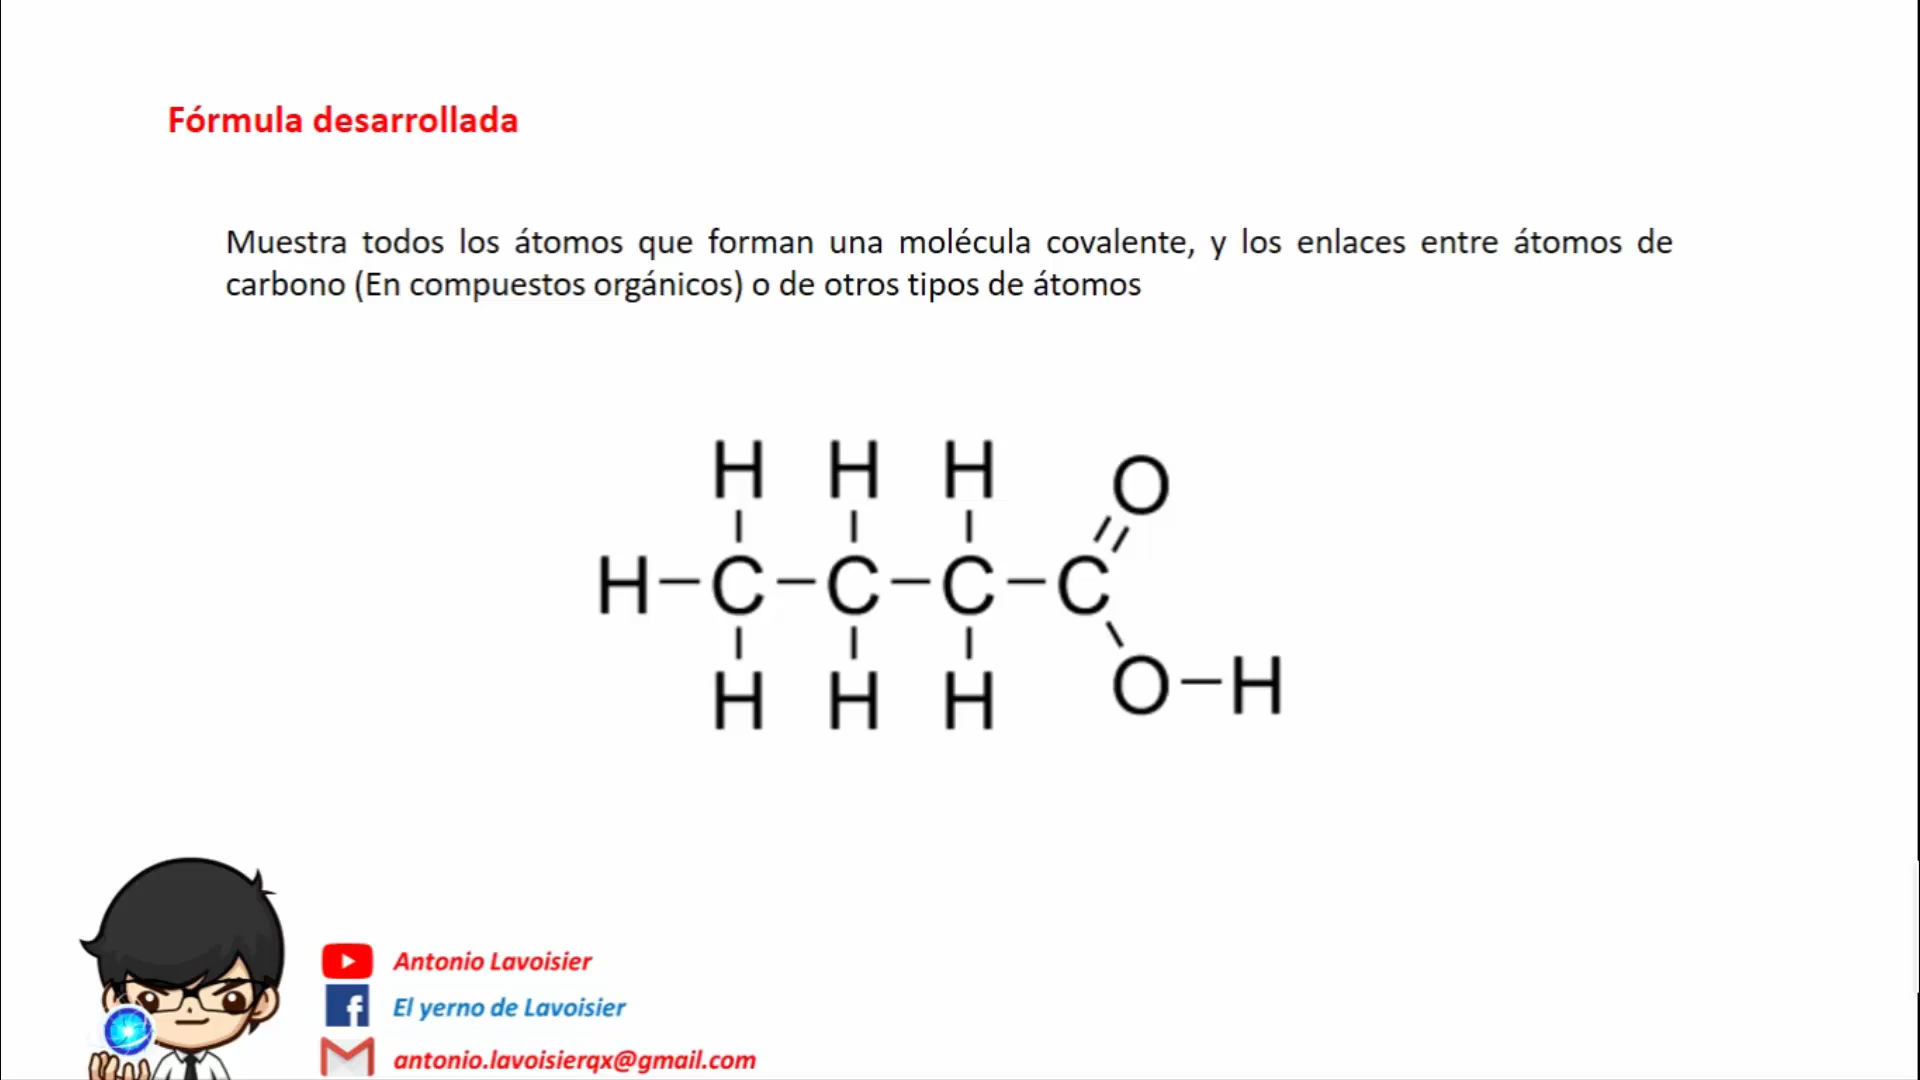 Fórmula desarrollada
Muestra todos los átomos que forman una molécula covalente, y los enlaces entre átomos de
carbono (En compuestos orgánicos) o de otros tipos de átomos
H H H O
H–C–C–C–C
H H H O–H
Antonio Lavoisier
El yerno de Lavoisier
antonio.lavoisierqx@gmail.com